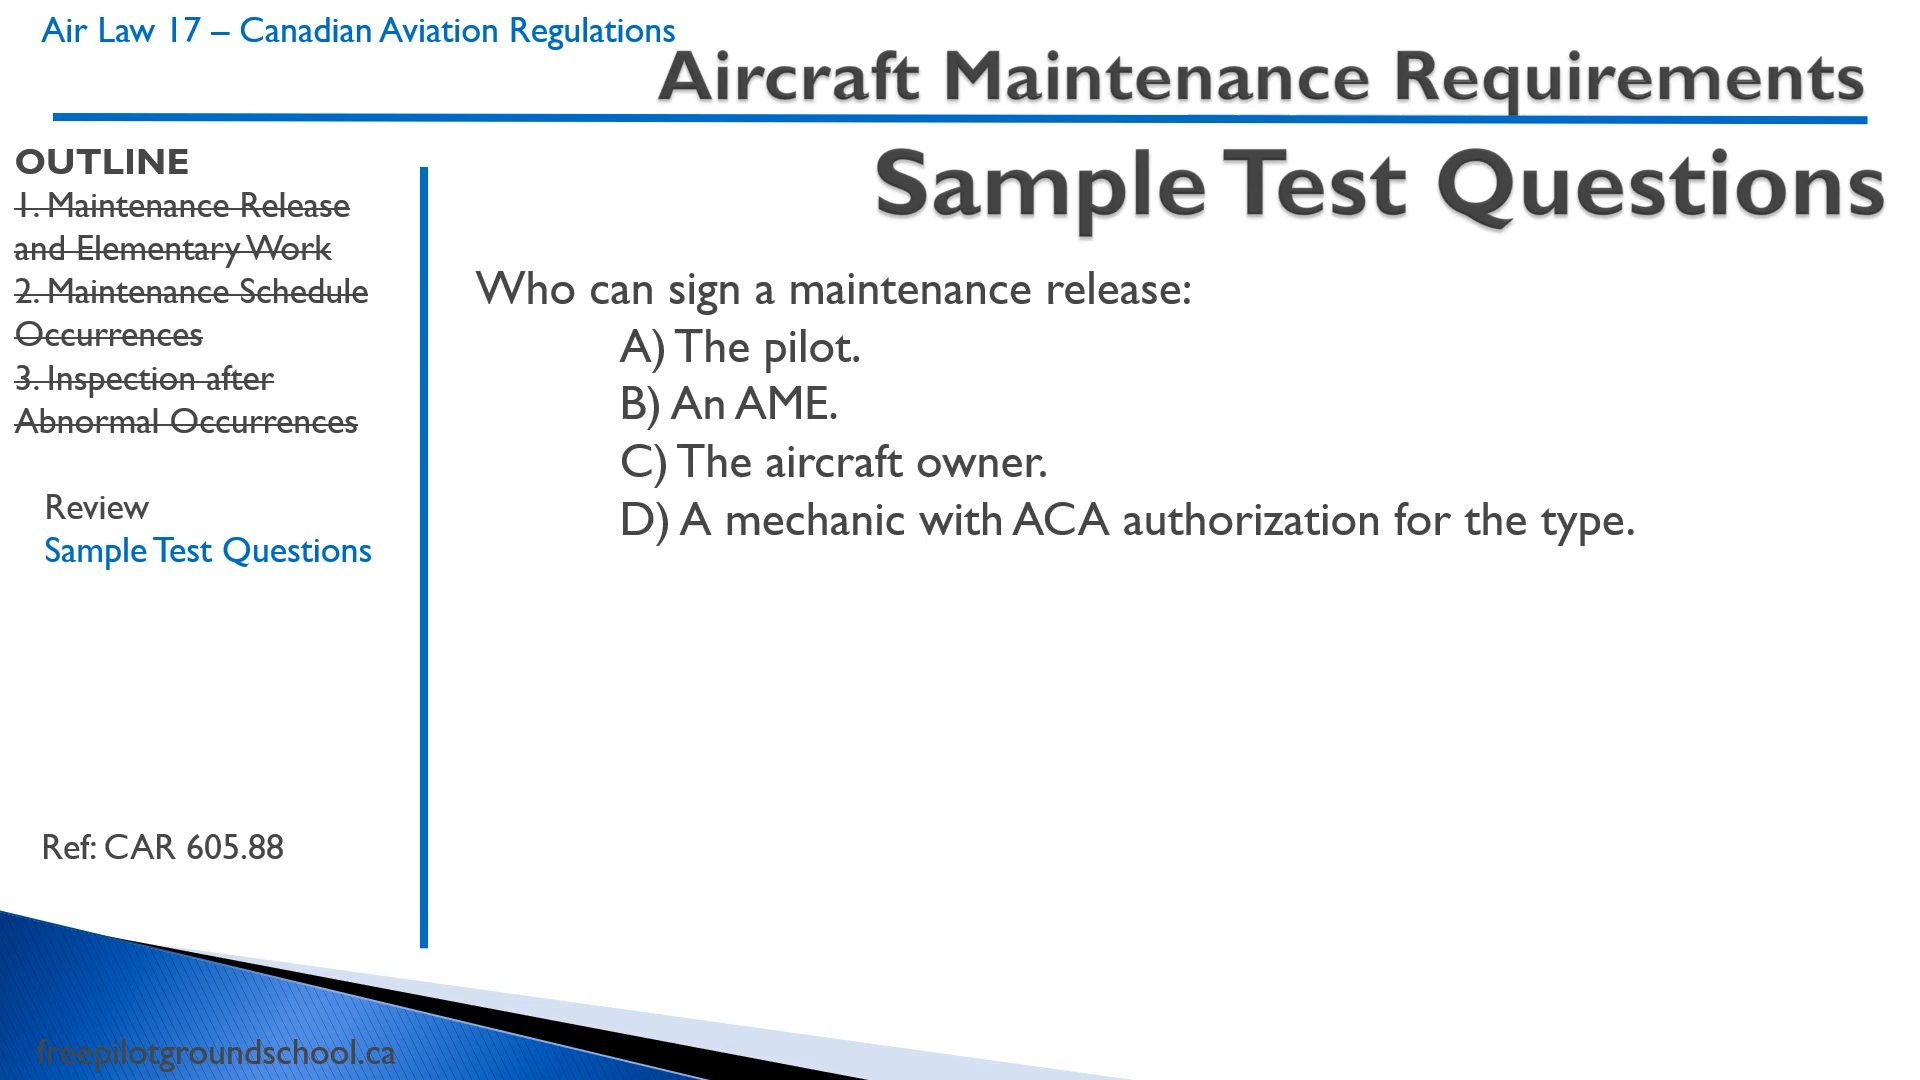 Air Law 17 – Canadian Aviation Regulations
Aircraft Maintenance Requirements
OUTLINE
1. Maintenance Release
and Elementary Work
2. Maintenance Schedule
Occurrences
3. Inspection after
Abnormal Occurrences
Review
Sample Test Questions
Ref: CAR 605.88
freepilotgroundschool.ca
Sample Test Questions
Who can sign a maintenance release:
A) The pilot.
B) An AME.
C) The aircraft owner.
D) A mechanic with ACA authorization for the type.